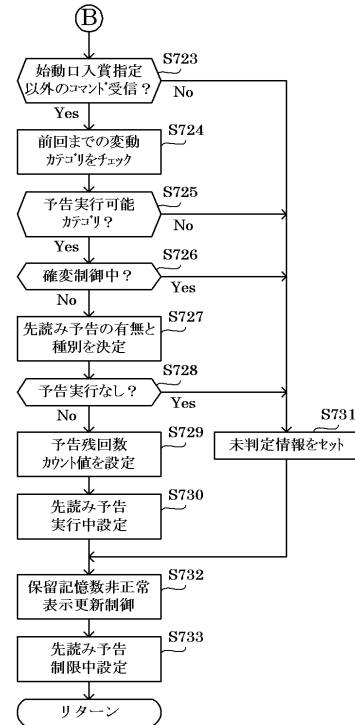 B
S723
始動口入賞指定
以外のコマンド受信？
No
Yes
S724
前回までの変動
カテゴリをチェック
S725
予告実行可能
カテゴリ？
No
Yes
S726
確変制御中？
Yes
No
S727
先読み予告の有無と
種別を決定
S728
予告実行なし？
Yes
No
S729
予告残回数
カウント値を設定
S731
未判定情報をセット
S730
先読み予告
実行中設定
S732
保留記憶数非正常
表示更新制御
S733
先読み予告
制限中設定
リターン